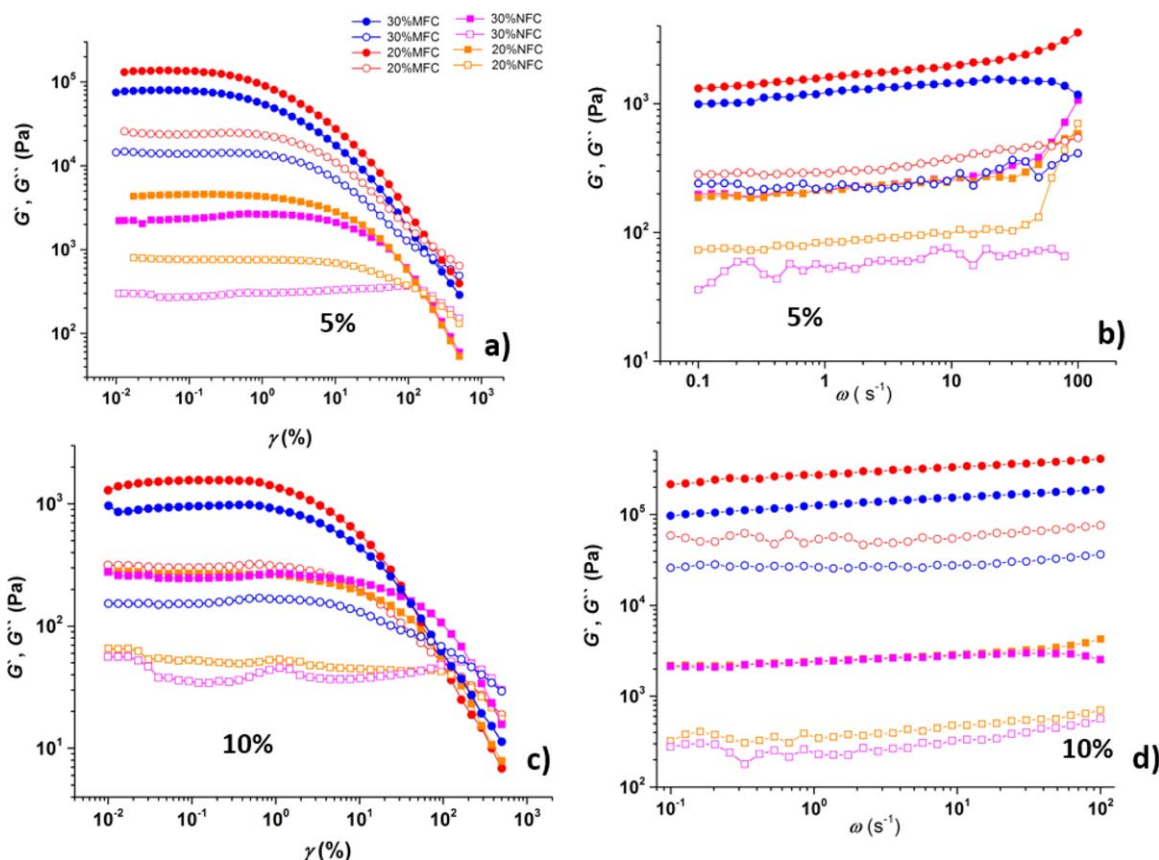 30%MFC 30%NFC
30%MFC 30%NFC
20%MFC 20%NFC
20%MFC 20%NFC
a)
G`, G`` (Pa)
10⁵
10⁴
10³
10²
5%
10⁻² 10⁻¹ 10⁰ 10¹ 10² 10³
γ (%)
b)
G`, G`` (Pa)
10³
10²
10¹
5%
0.1 1 10 100
ω ( s⁻¹)
c)
G`, G`` (Pa)
10³
10²
10¹
10%
10⁻² 10⁻¹ 10⁰ 10¹ 10² 10³
γ (%)
d)
G`, G`` (Pa)
10⁵
10⁴
10³
10²
10%
10⁻¹ 10⁰ 10¹ 10²
ω (s⁻¹)